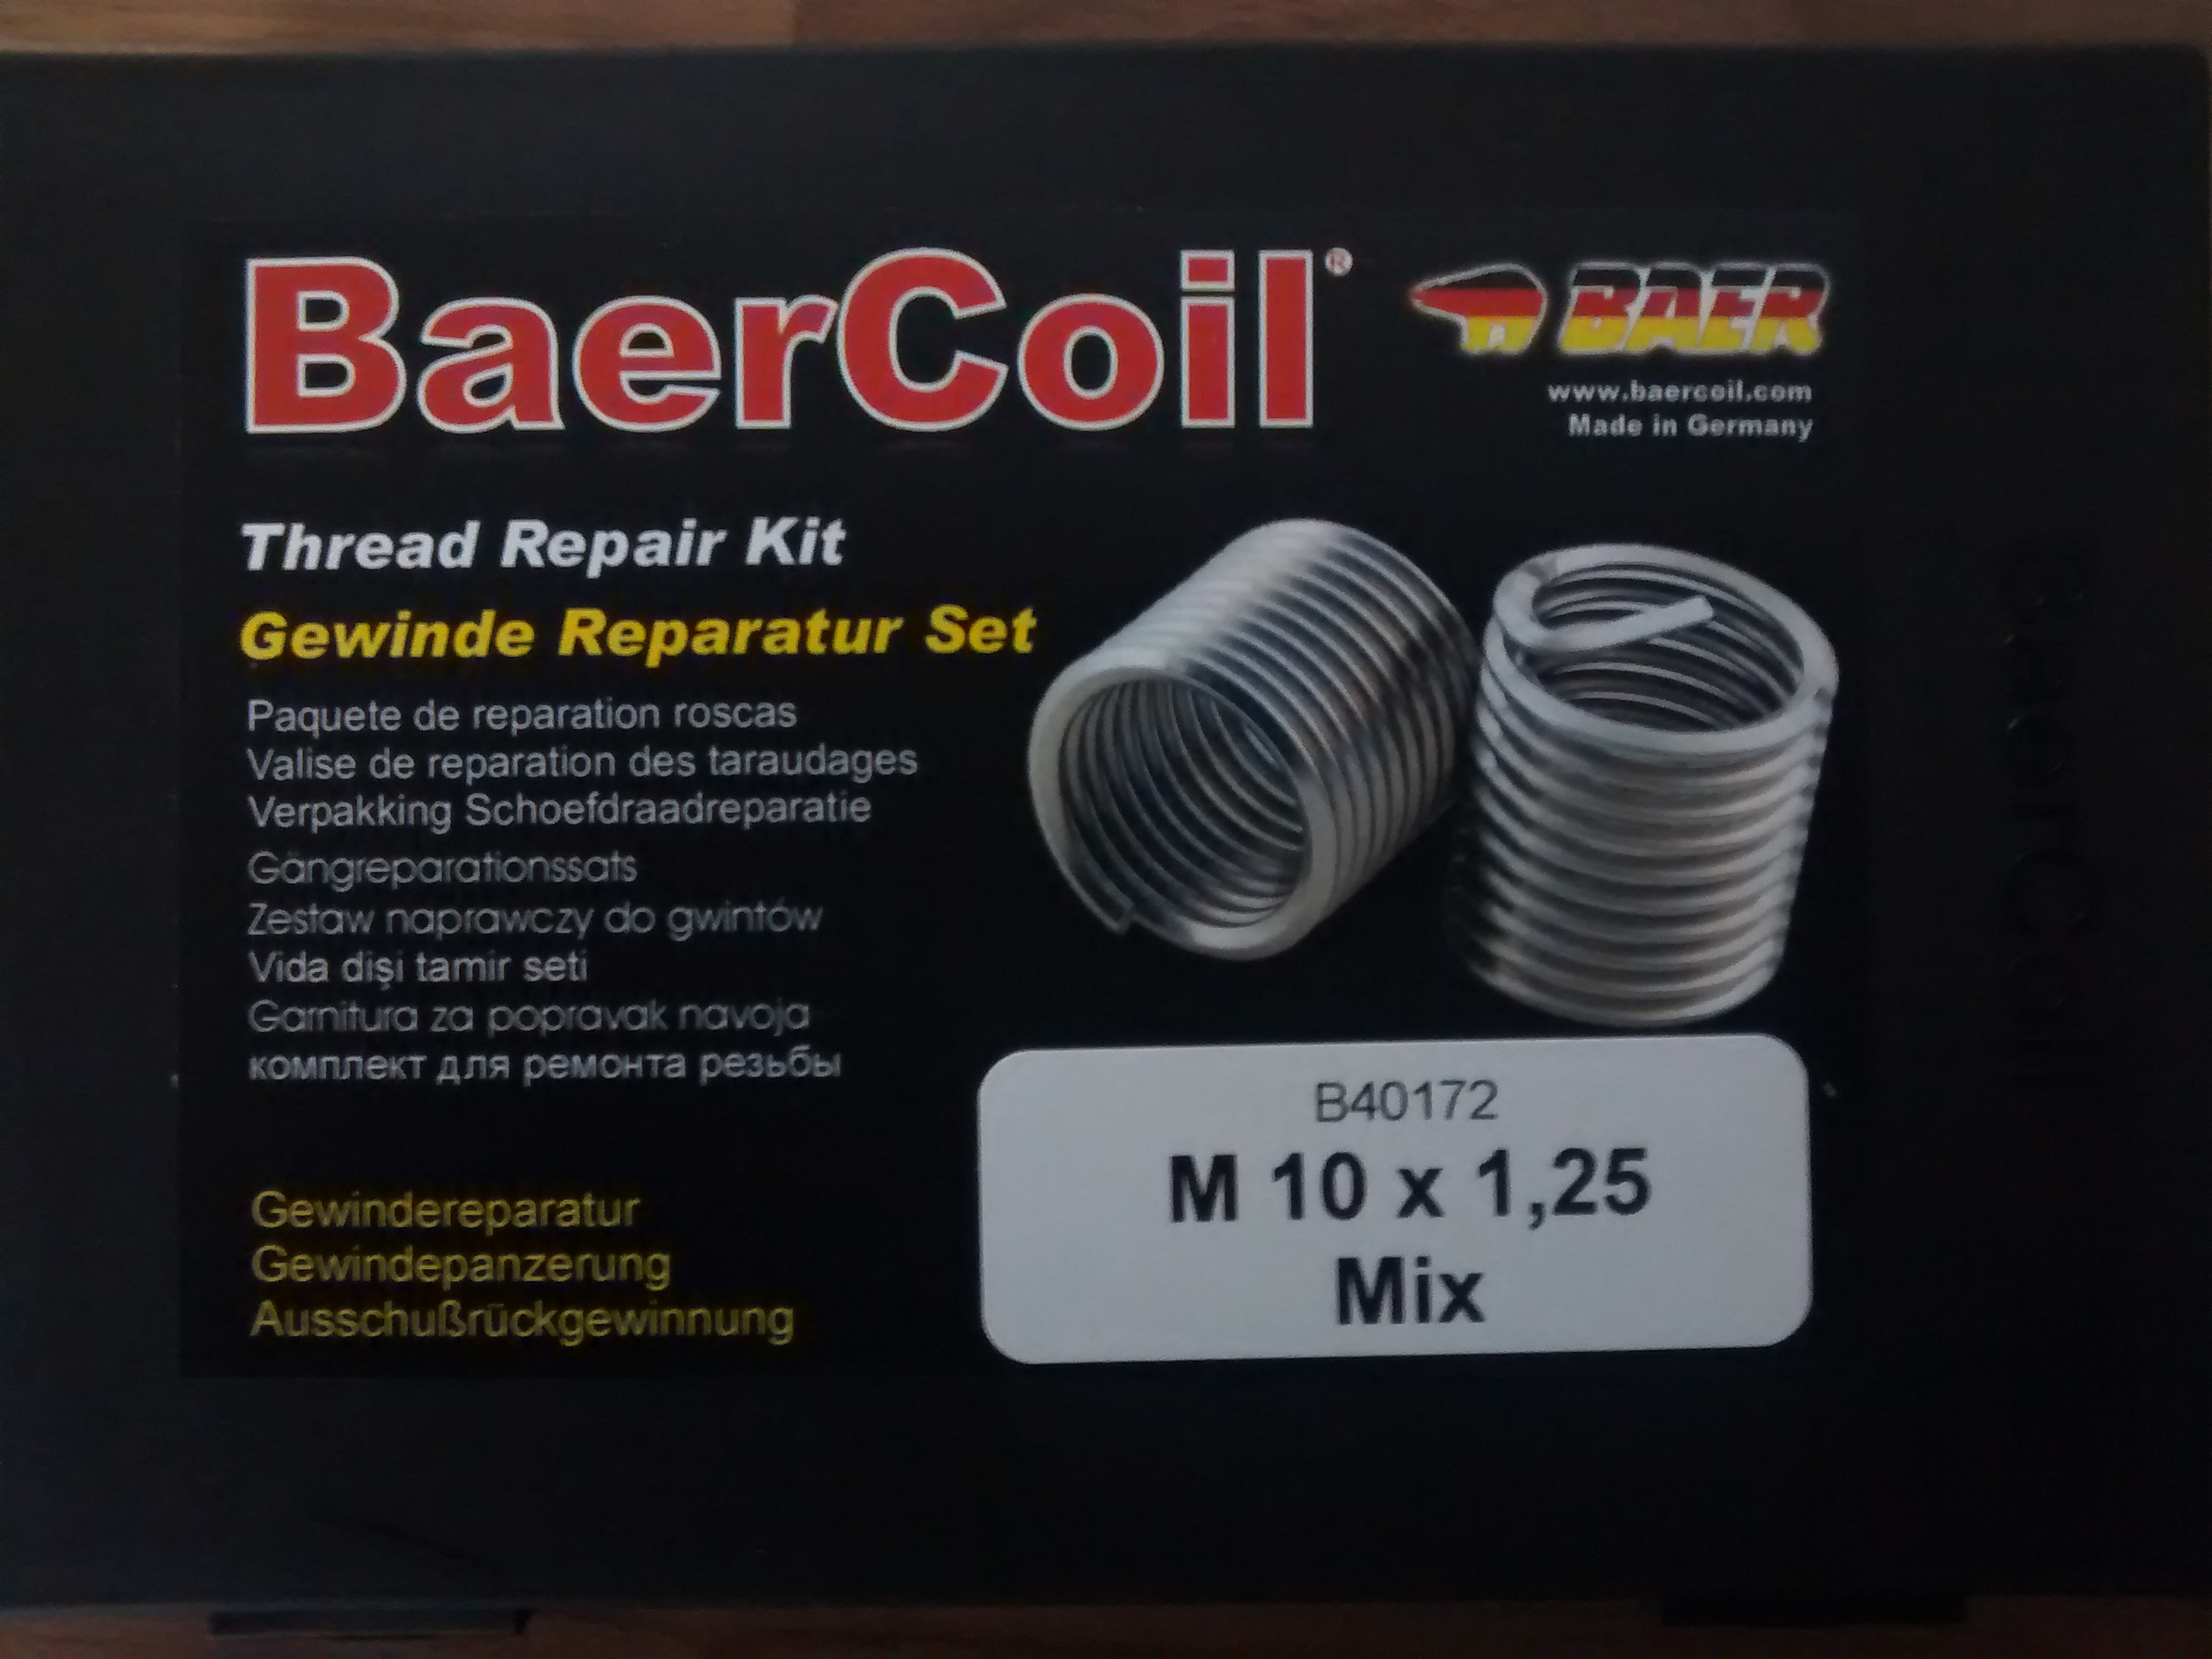 BaerCoil®
BAER
www.baercoil.com
Made in Germany
Thread Repair Kit
Gewinde Reparatur Set
Paquete de reparation roscas
Valise de reparation des taraudages
Verpakking Schoefdraadreparatie
Gängreparationssats
Zestaw naprawczy do gwintów
Vida dişi tamir seti
Garnitura za popravak navoja
комплект для ремонта резьбы
Gewindereparatur
Gewindepanzerung
Ausschußrückgewinnung
B40172
M 10 x 1,25
Mix
BaerCoil